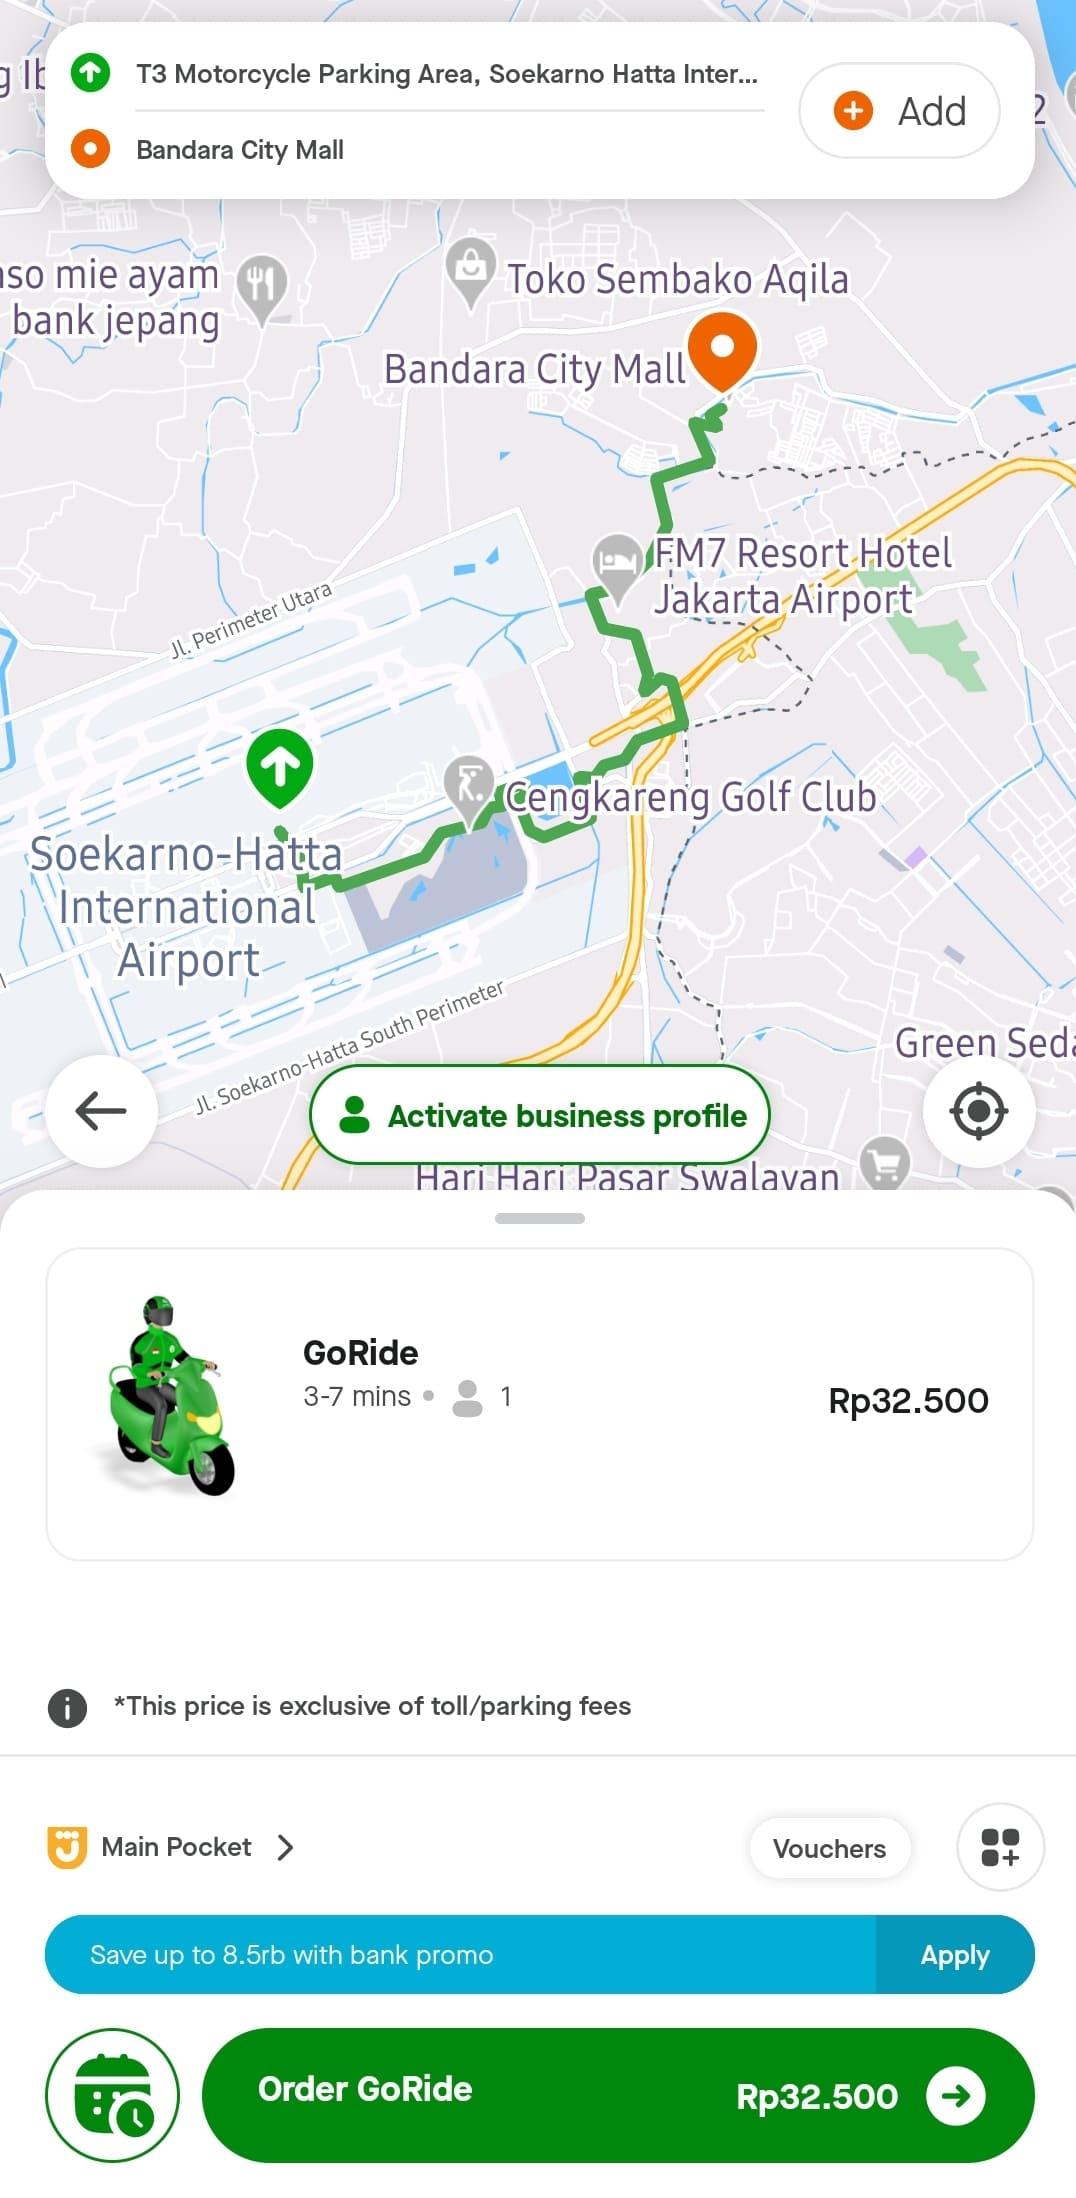 T3 Motorcycle Parking Area, Soekarno Hatta Inter...
Add
Bandara City Mall
so mie ayam
bank jepang
Toko Sembako Aqila
Bandara City Mall
FM7 Resort Hotel
Jakarta Airport
Jl. Perimeter Utara
Cengkareng Golf Club
Soekarno-Hatta
International
Airport
Jl. Soekarno-Hatta South Perimeter
Green Seda
Activate business profile
Hari Hari Pasar Swalayan
GoRide
3-7 mins • 1
Rp32.500
*This price is exclusive of toll/parking fees
Main Pocket
Vouchers
Save up to 8.5rb with bank promo
Apply
Order GoRide
Rp32.500